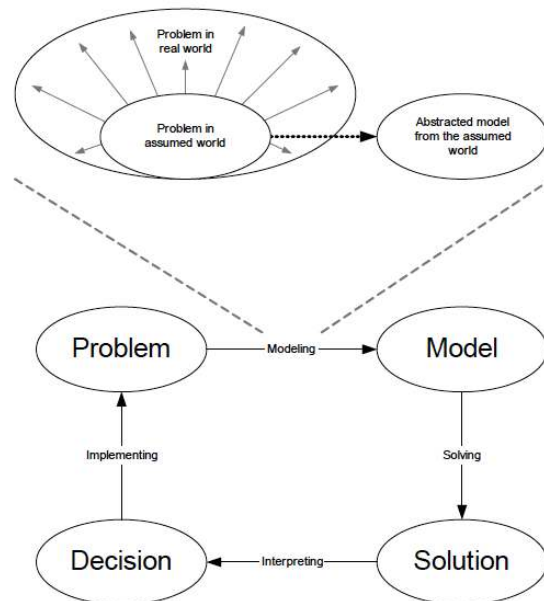 Problem in
real world
Problem in
assumed world
Abstracted model
from the assumed
world
Problem
Modeling
Model
Implementing
Solving
Decision
Interpreting
Solution